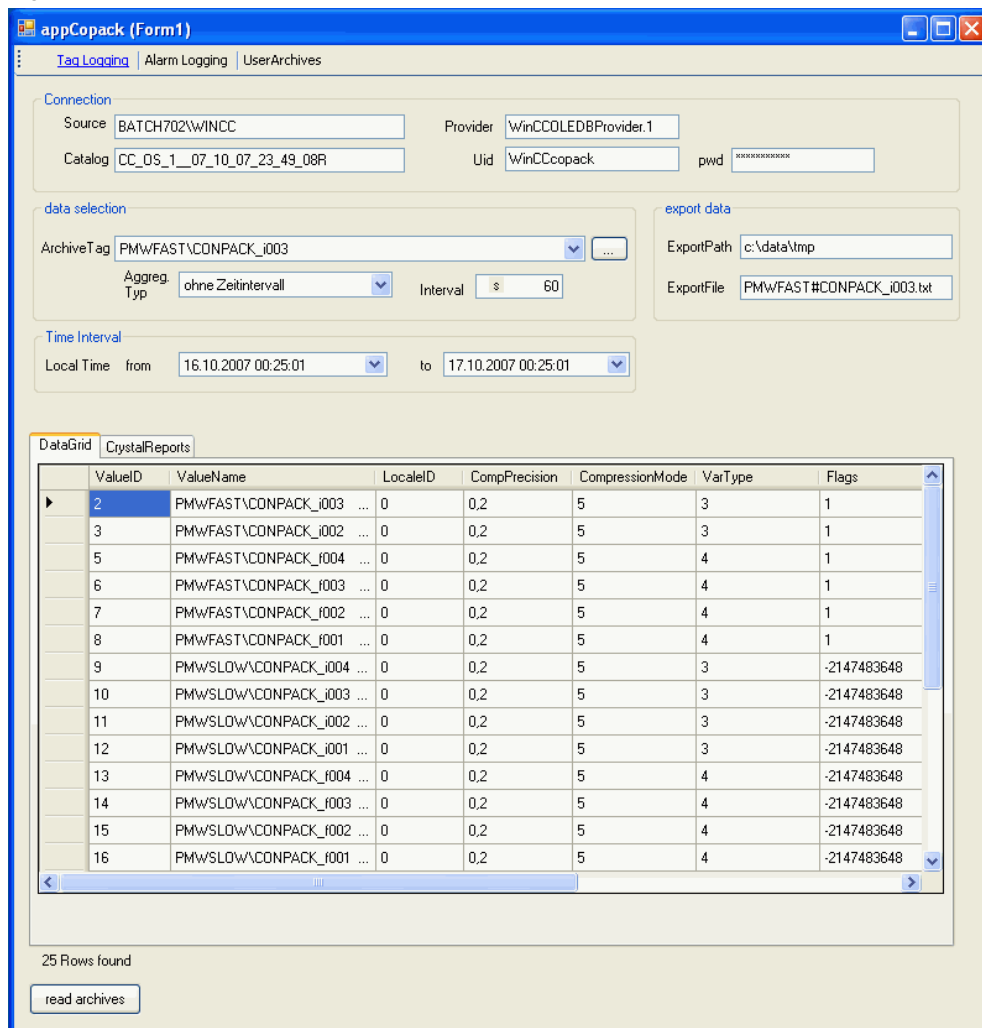 appCopack (Form1)
Tag Logging Alarm Logging UserArchives
Connection
Source BATCH702\WINCC Provider WinCCOLEDBProvider.1
Catalog CC_OS_1__07_10_07_23_49_08R Uid WinCCcopack pwd ***********
data selection export data
ArchiveTag PMWFAST\CONPACK_i003 ... ExportPath c:\data\tmp
Aggreg. Typ ohne Zeitintervall Interval s 60 ExportFile PMWFAST#CONPACK_i003.txt
Time Interval
Local Time from 16.10.2007 00:25:01 to 17.10.2007 00:25:01
DataGrid CrystalReports
ValueID ValueName LocaleID CompPrecision CompressionMode VarType Flags
2 PMWFAST\CONPACK_i003 ... 0 0,2 5 3 1
3 PMWFAST\CONPACK_i002 ... 0 0,2 5 3 1
5 PMWFAST\CONPACK_f004 ... 0 0,2 5 4 1
6 PMWFAST\CONPACK_f003 ... 0 0,2 5 4 1
7 PMWFAST\CONPACK_f002 ... 0 0,2 5 4 1
8 PMWFAST\CONPACK_f001 ... 0 0,2 5 4 1
9 PMWSLOW\CONPACK_i004 ... 0 0,2 5 3 -2147483648
10 PMWSLOW\CONPACK_i003 ... 0 0,2 5 3 -2147483648
11 PMWSLOW\CONPACK_i002 ... 0 0,2 5 3 -2147483648
12 PMWSLOW\CONPACK_i001 ... 0 0,2 5 3 -2147483648
13 PMWSLOW\CONPACK_f004 ... 0 0,2 5 4 -2147483648
14 PMWSLOW\CONPACK_f003 ... 0 0,2 5 4 -2147483648
15 PMWSLOW\CONPACK_f002 ... 0 0,2 5 4 -2147483648
16 PMWSLOW\CONPACK_f001 ... 0 0,2 5 4 -2147483648
25 Rows found
read archives